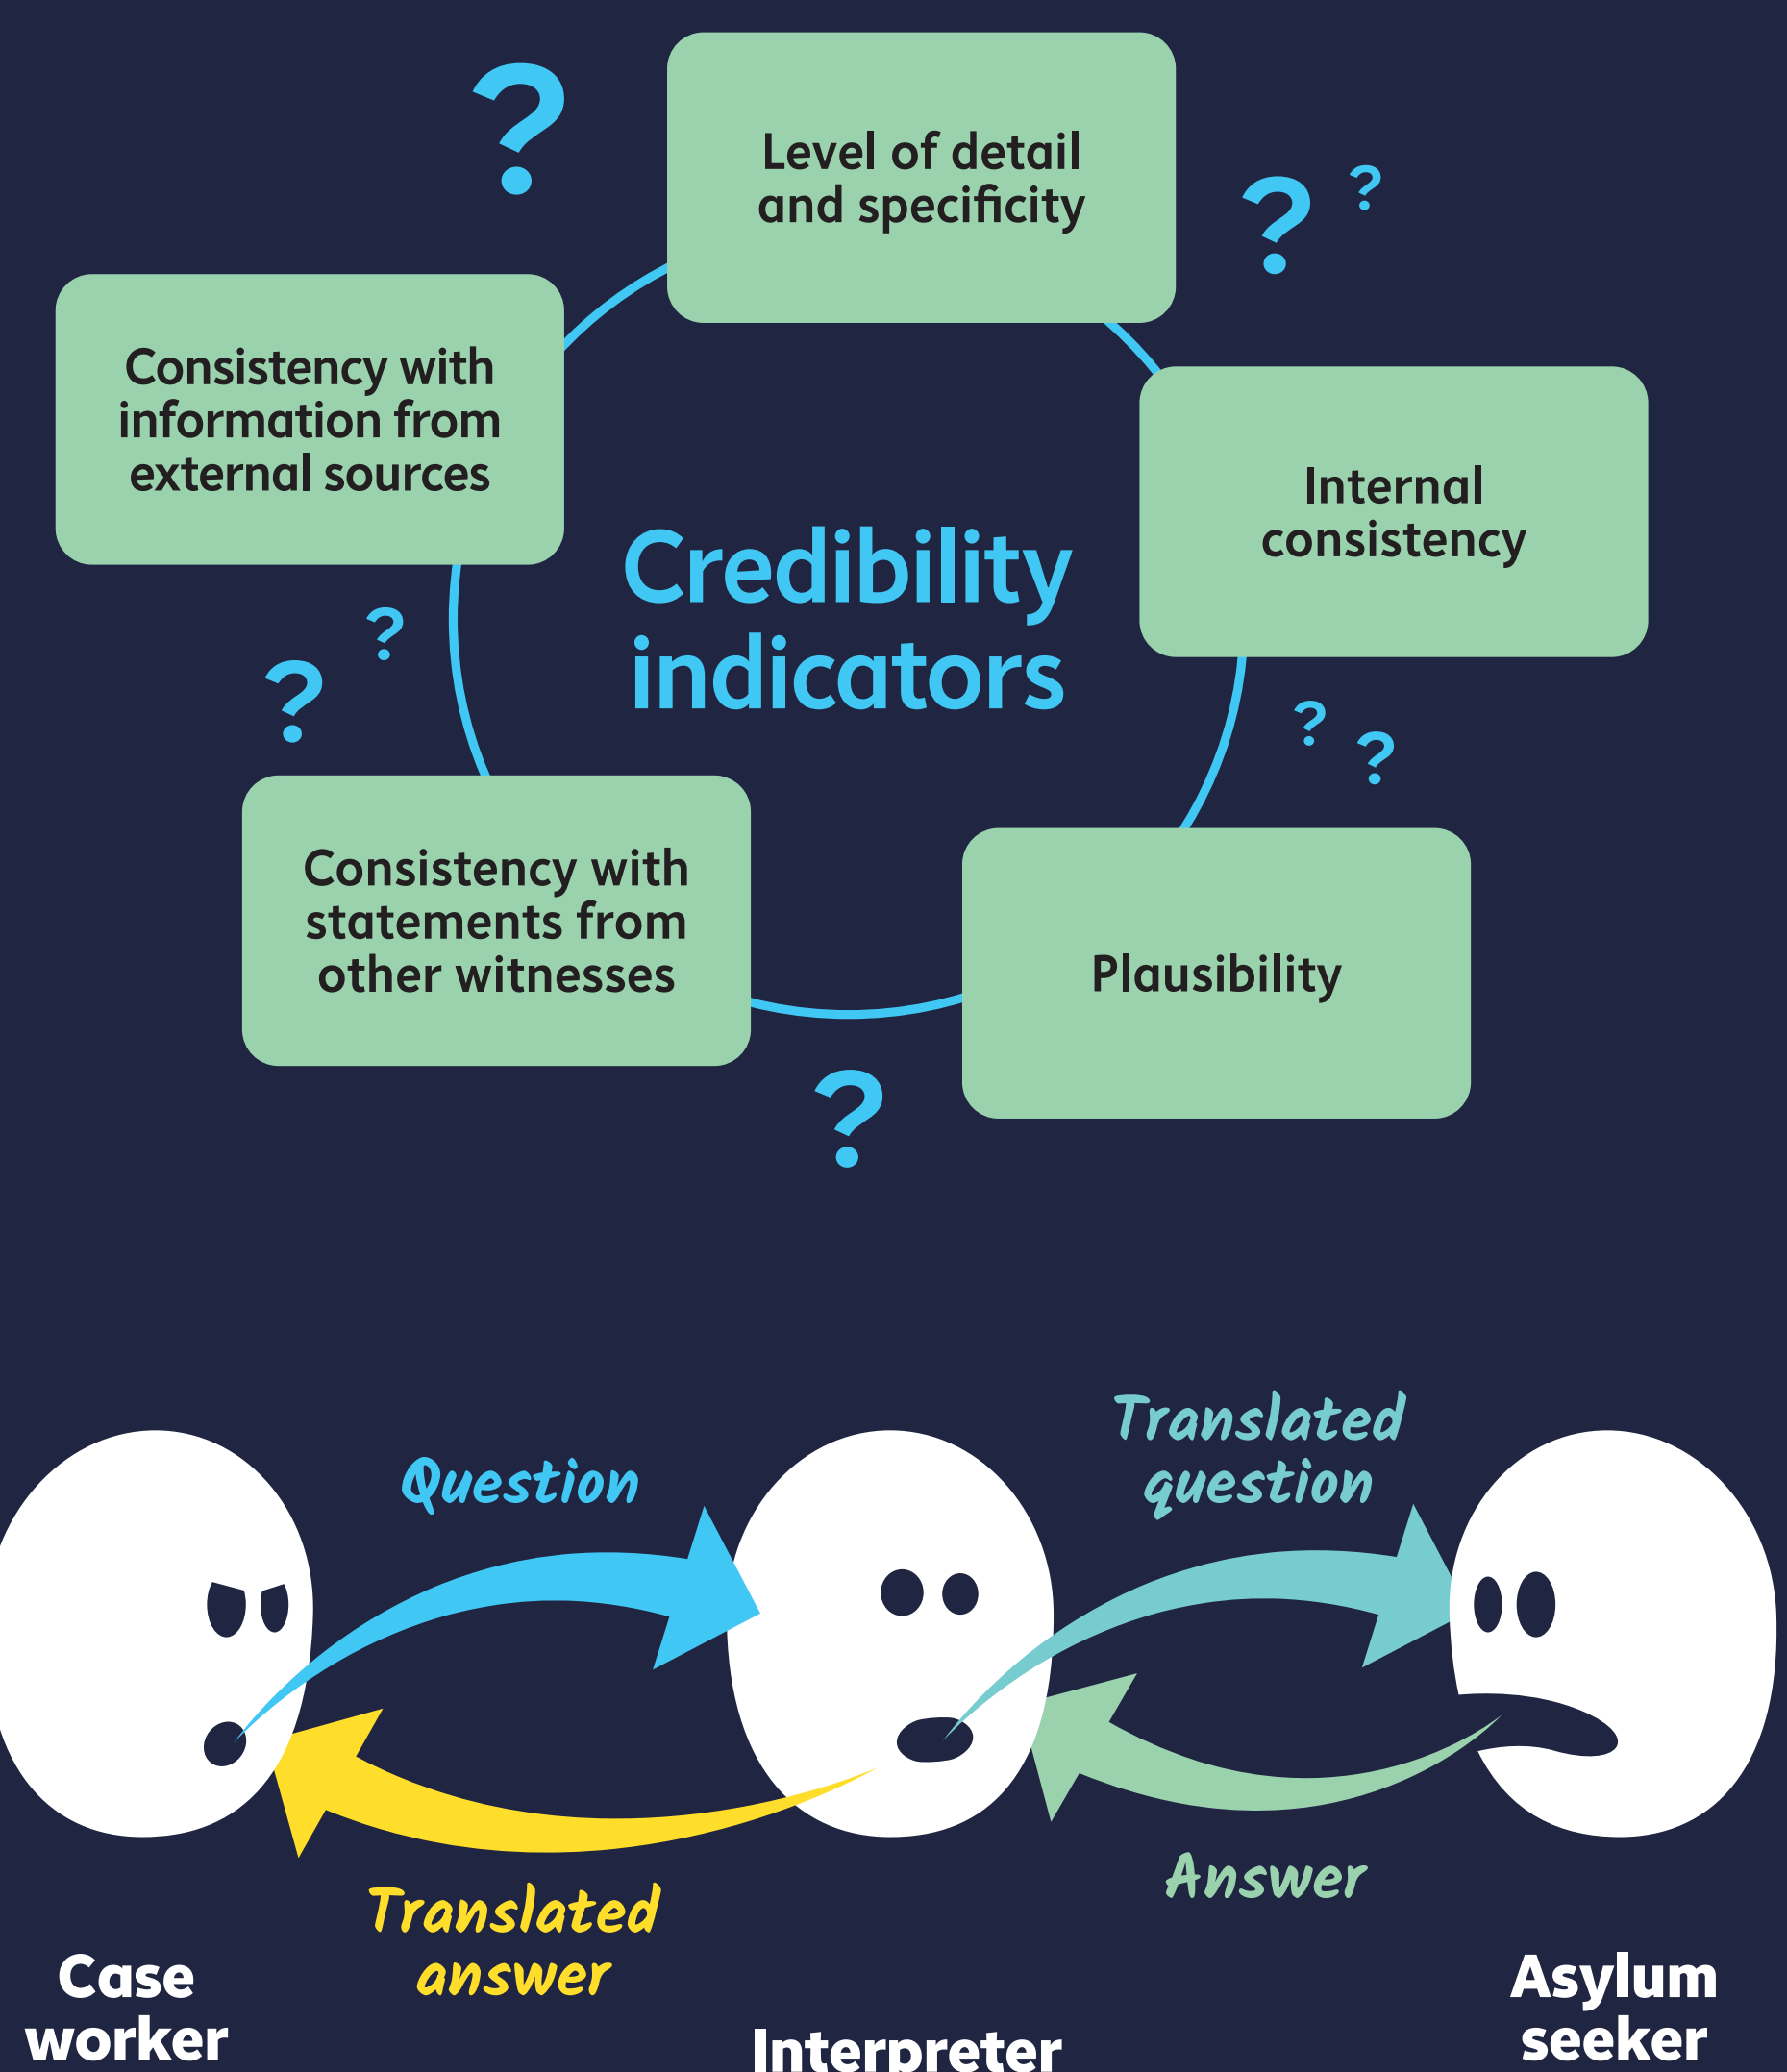 ?
Level of detail
and specificity
?
?
Consistency with
information from
external sources
Internal
consistency
Credibility
indicators
?
?
?
?
Consistency with
statements from
other witnesses
Plausibility
?
Translated
question
Question
Answer
Translated
answer
Case
worker
Interpreter
Asylum
seeker